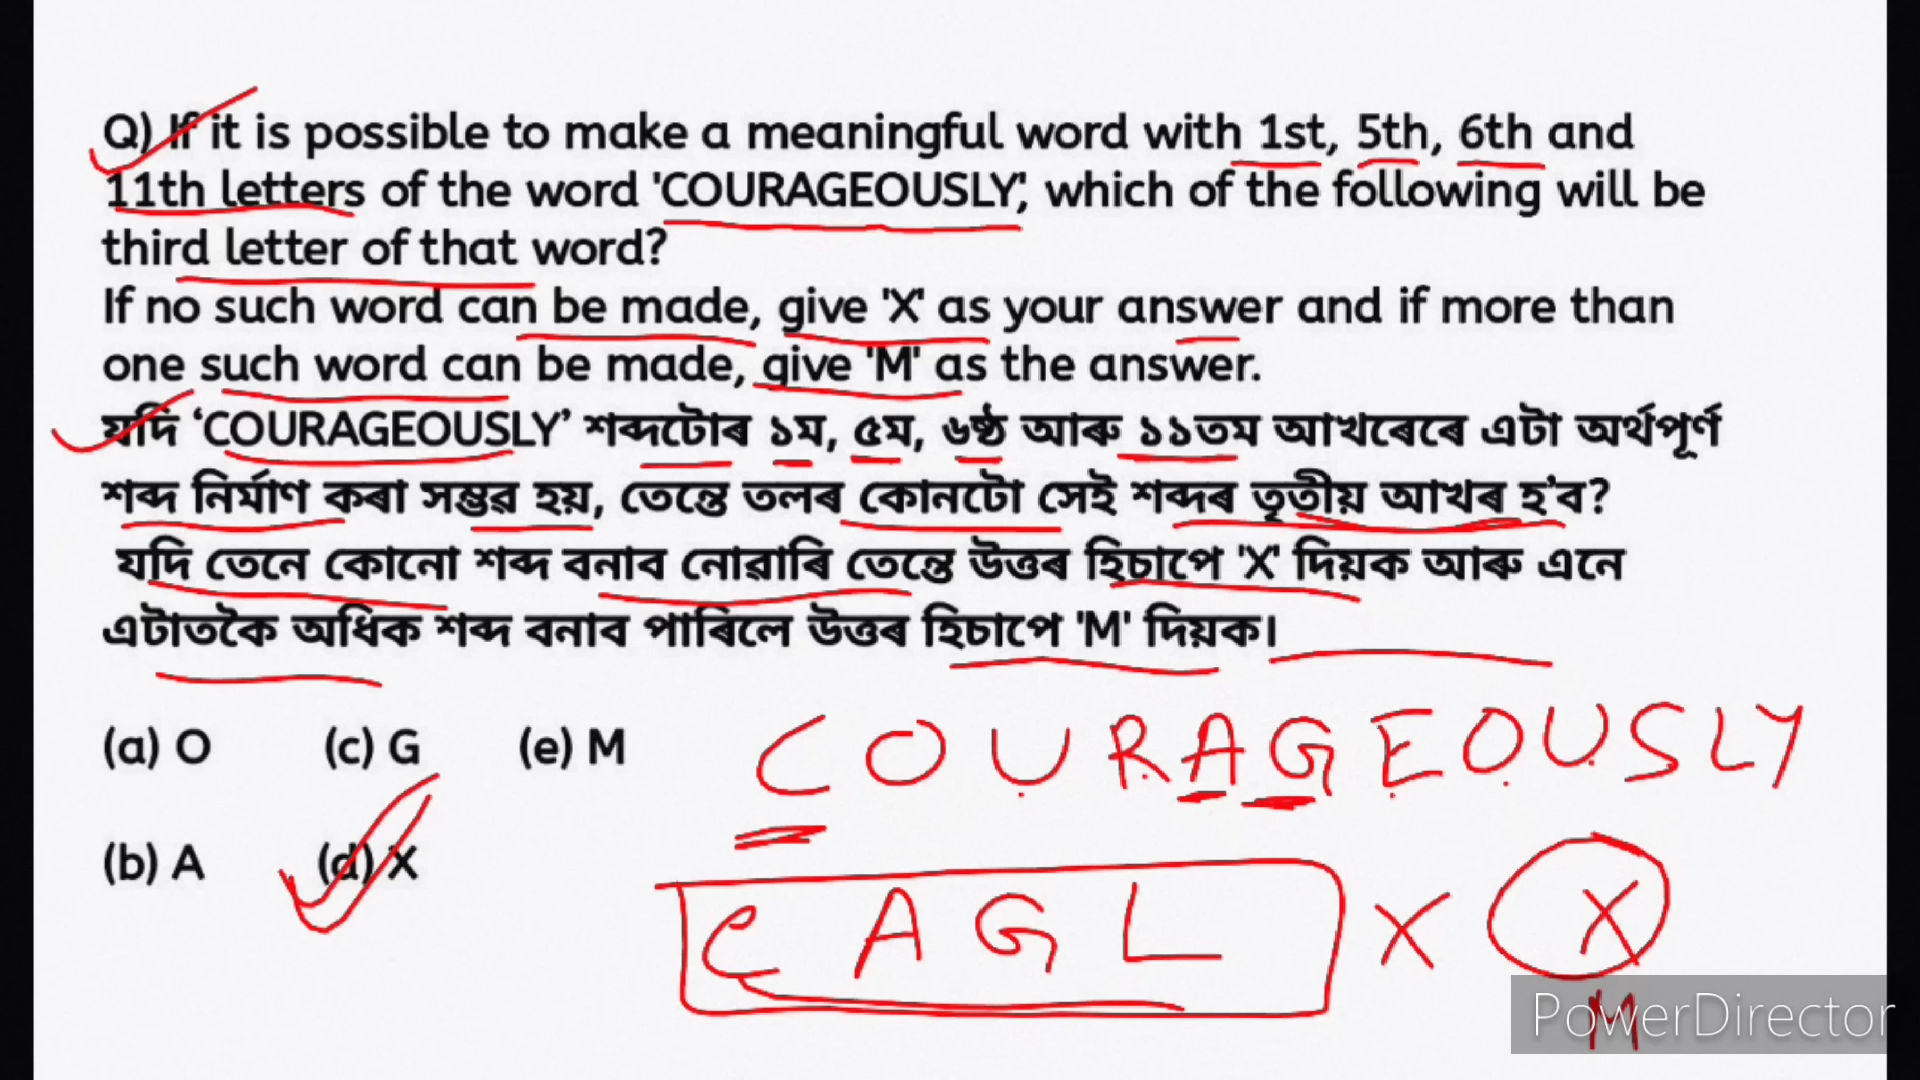 Q) If it is possible to make a meaningful word with 1st, 5th, 6th and
11th letters of the word 'COURAGEOUSLY', which of the following will be
third letter of that word?
If no such word can be made, give 'X' as your answer and if more than
one such word can be made, give 'M' as the answer.
যদি ‘COURAGEOUSLY’ শব্দটোৰ ১ম, ৫ম, ৬ষ্ঠ আৰু ১১তম আখৰেৰে এটা অৰ্থপূৰ্ণ
শব্দ নিৰ্মাণ কৰা সম্ভৱ হয়, তেন্তে তলৰ কোনটো সেই শব্দৰ তৃতীয় আখৰ হ'ব?
যদি তেনে কোনো শব্দ বনাব নোৱাৰি তেন্তে উত্তৰ হিচাপে 'X' দিয়ক আৰু এনে
এটাতকৈ অধিক শব্দ বনাব পাৰিলে উত্তৰ হিচাপে 'M' দিয়ক।
(a) O (c) G (e) M
COURAGEOUSLY
(b) A (d) X
CAGL X X
M
PowerDirector